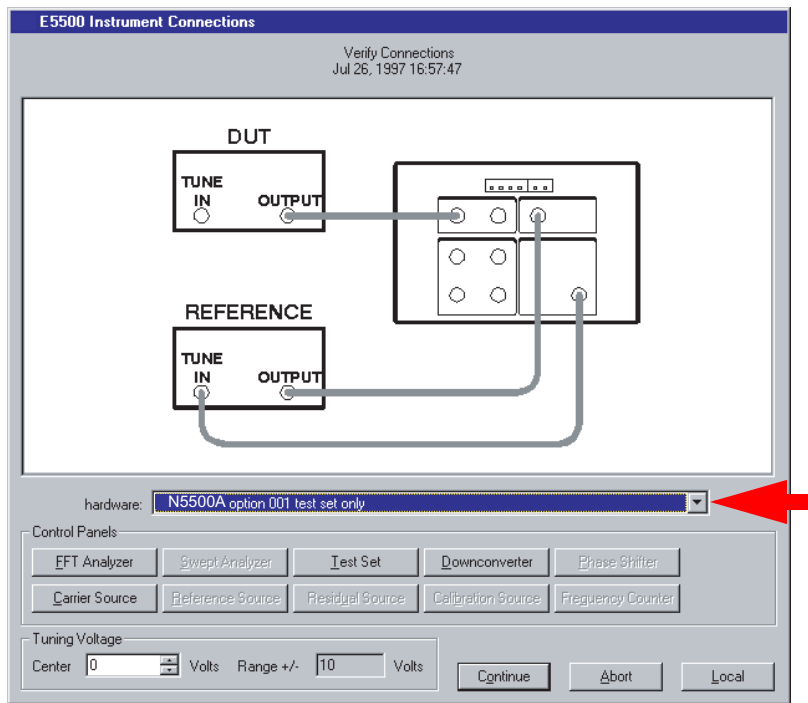 E5500 Instrument Connections
Verify Connections
Jul 26, 1997 16:57:47
DUT
TUNE
IN OUTPUT
REFERENCE
TUNE
IN OUTPUT
hardware: N5500A option 001 test set only
Control Panels
FFT Analyzer Swept Analyzer Test Set Downconverter Phase Shifter
Carrier Source Reference Source Residual Source Calibration Source Frequency Counter
Tuning Voltage
Center 0 Volts Range +/- 10 Volts
Continue Abort Local